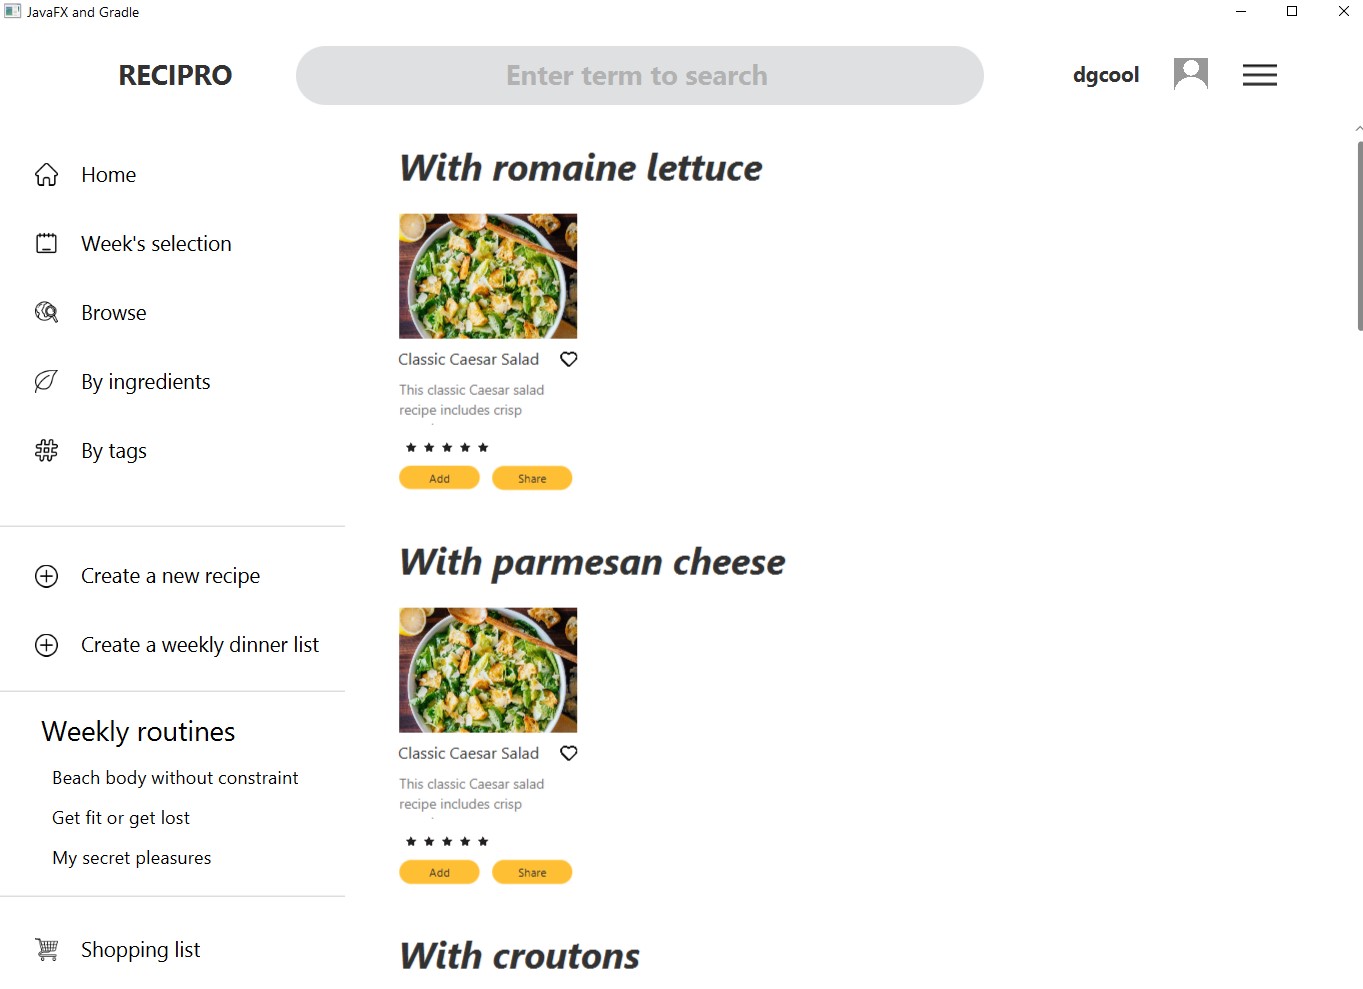 JavaFX and Gradle
RECIPRO
Enter term to search
dgcool
Home
Week's selection
Browse
By ingredients
By tags
Create a new recipe
Create a weekly dinner list
Weekly routines
Beach body without constraint
Get fit or get lost
My secret pleasures
Shopping list
With romaine lettuce
Classic Caesar Salad
This classic Caesar salad
recipe includes crisp
Add
Share
With parmesan cheese
Classic Caesar Salad
This classic Caesar salad
recipe includes crisp
Add
Share
With croutons